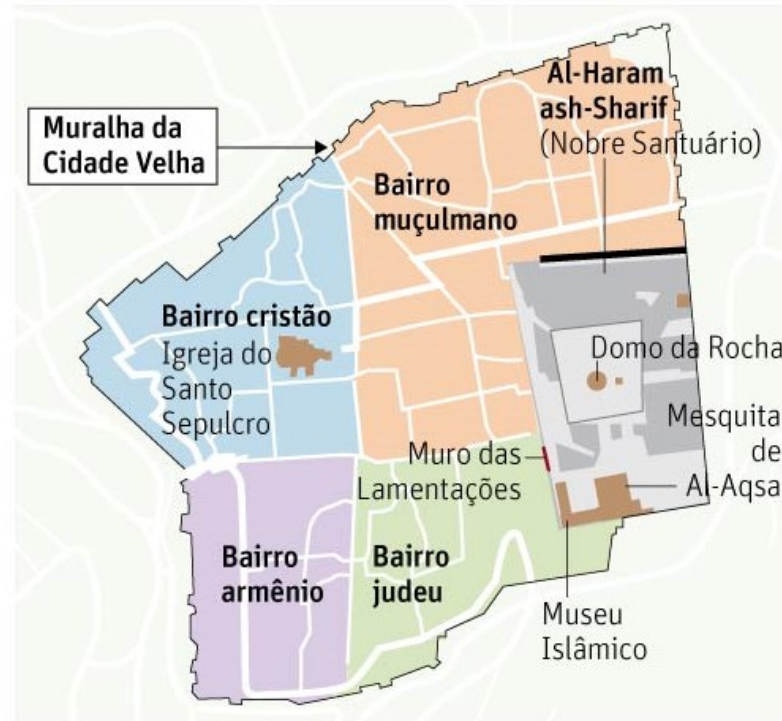 Al-Haram
ash-Sharif
(Nobre Santuário)
Muralha da
Cidade Velha
Bairro
muçulmano
Bairro cristão
Igreja do
Santo
Sepulcro
Domo da Rocha
Mesquita
de
Al-Aqsa
Muro das
Lamentações
Bairro
armênio
Bairro
judeu
Museu
Islâmico